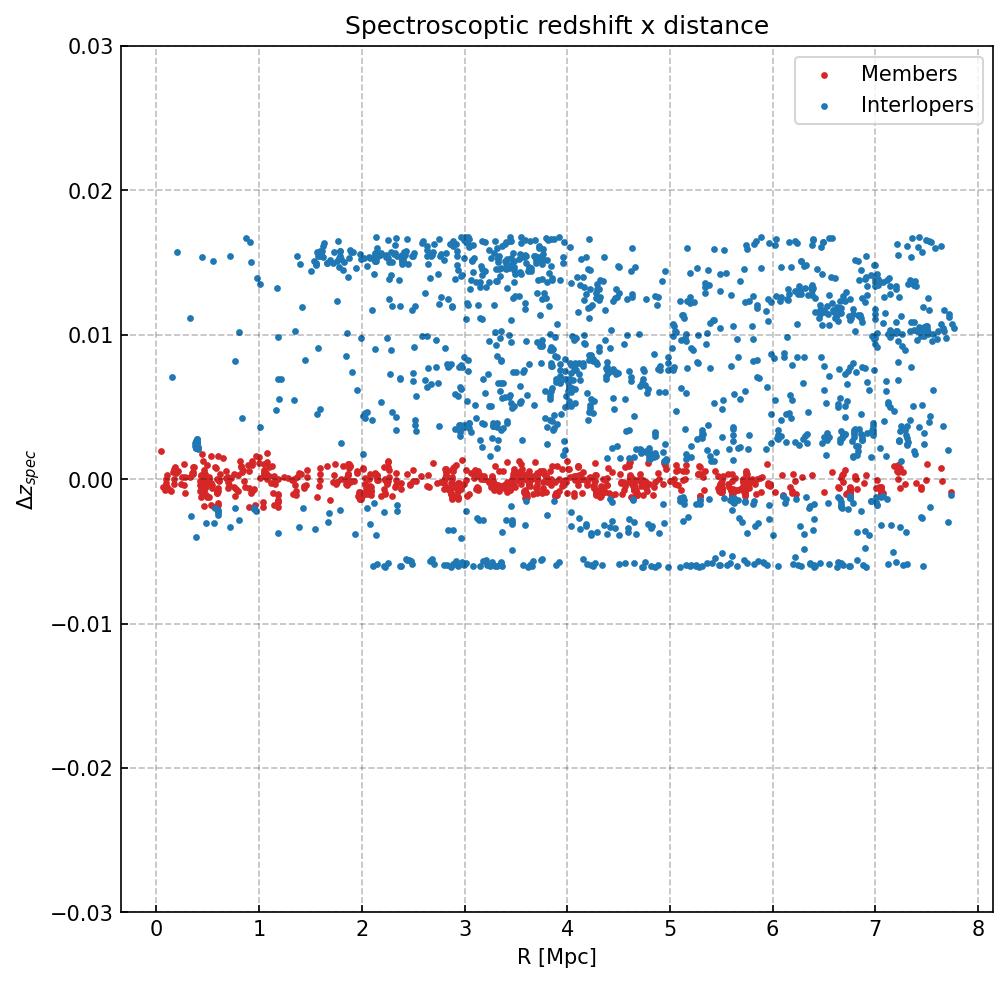 Spectroscoptic redshift x distance
Members
Interlopers
0.03
0.02
0.01
0.00
−0.01
−0.02
−0.03
Δz_spec
0 1 2 3 4 5 6 7 8
R [Mpc]